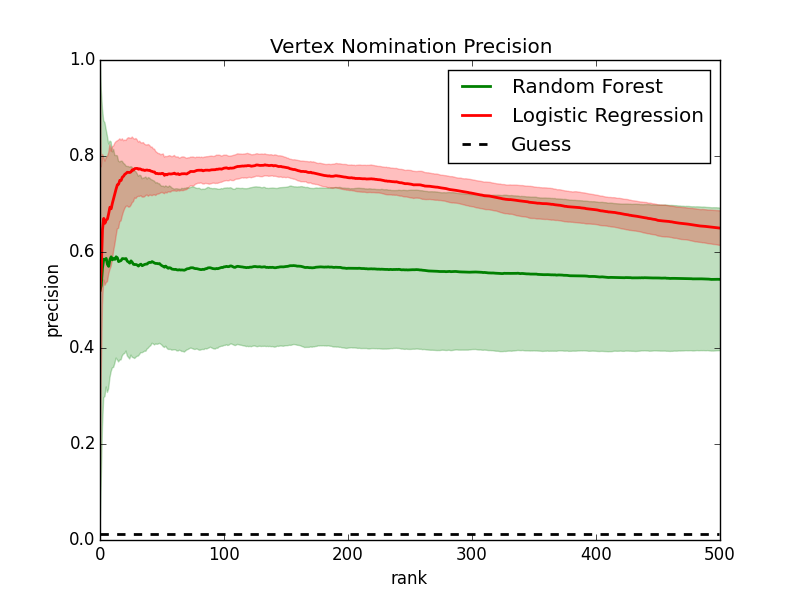 Vertex Nomination Precision
Random Forest
Logistic Regression
Guess
precision
1.0
0.8
0.6
0.4
0.2
0.0
0 100 200 300 400 500
rank